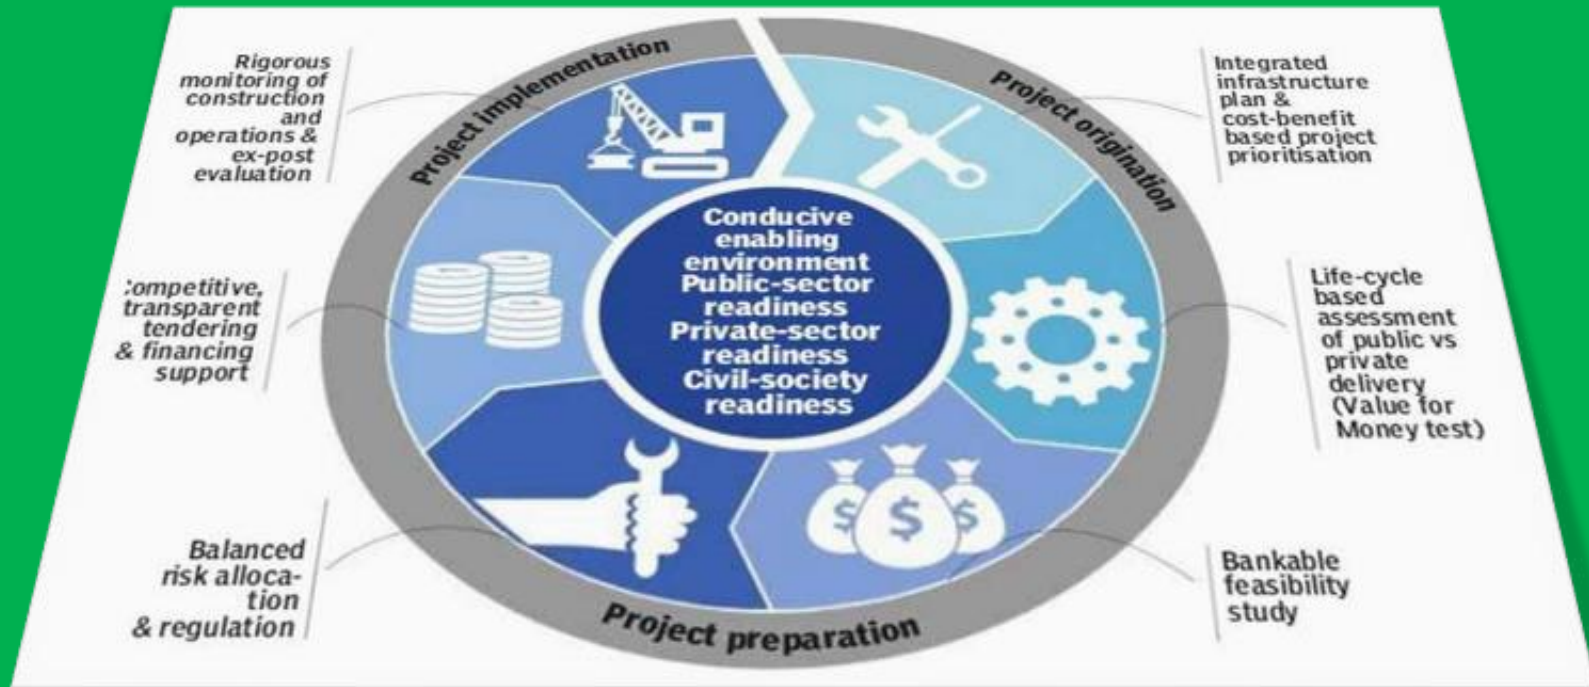 Project implementation
Project origination
Project preparation
Rigorous
monitoring of
construction
and
operations &
ex-post
evaluation
Integrated
infrastructure
plan &
cost-benefit
based project
prioritisation
Conducive
enabling
environment
Public-sector
readiness
Private-sector
readiness
Civil-society
readiness
:ompetitive,
transparent
tendering
& financing
support
Life-cycle
based
assessment
of public vs
private
delivery
(Value for
Money test)
Balanced
risk alloca-
tion
& regulation
Bankable
feasibility
study
$
$
$